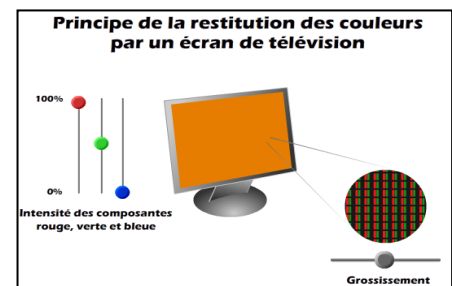 Principe de la restitution des couleurs
par un écran de télévision
100%
0%
Intensité des composantes
rouge, verte et bleue
Grossissement